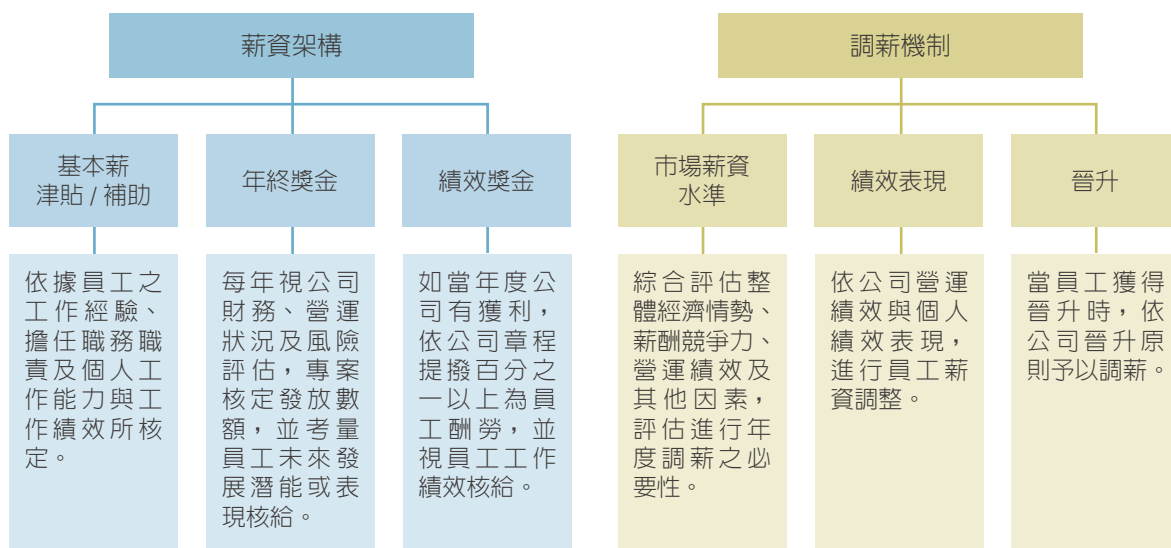 薪資架構
基本薪
津貼 / 補助
依據員工之
工作經驗、
擔任職務職
責及個人工
作績效所核
定。
年終獎金
每年視公司
財務、營運
狀況及風險
評估，專案
核定發放數
額，並考量
員工未來發
展潛能或表
現核給。
績效獎金
如當年度公
司有獲利，
依公司章程
提撥百分之
一以上為員
工酬勞，並
視員工工作
績效核給。
調薪機制
市場薪資
水準
綜合評估整
體經濟情勢、
薪酬競爭力、
營運績效及
其他因素，
評估進行年
度調薪之必
要性。
績效表現
依公司營運
績效與個人
績效表現，
進行員工薪
資調整。
晉升
當員工獲得
晉升時，依
公司晉升原
則予以調薪。